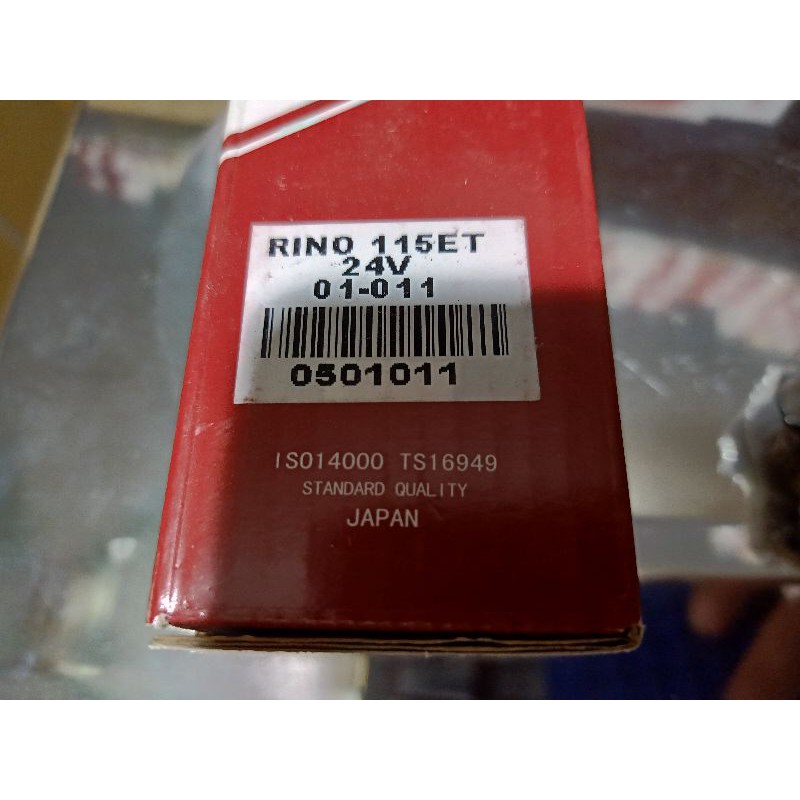 RINO 115ET
24V
01-011
0501011
ISO14000 TS16949
STANDARD QUALITY
JAPAN